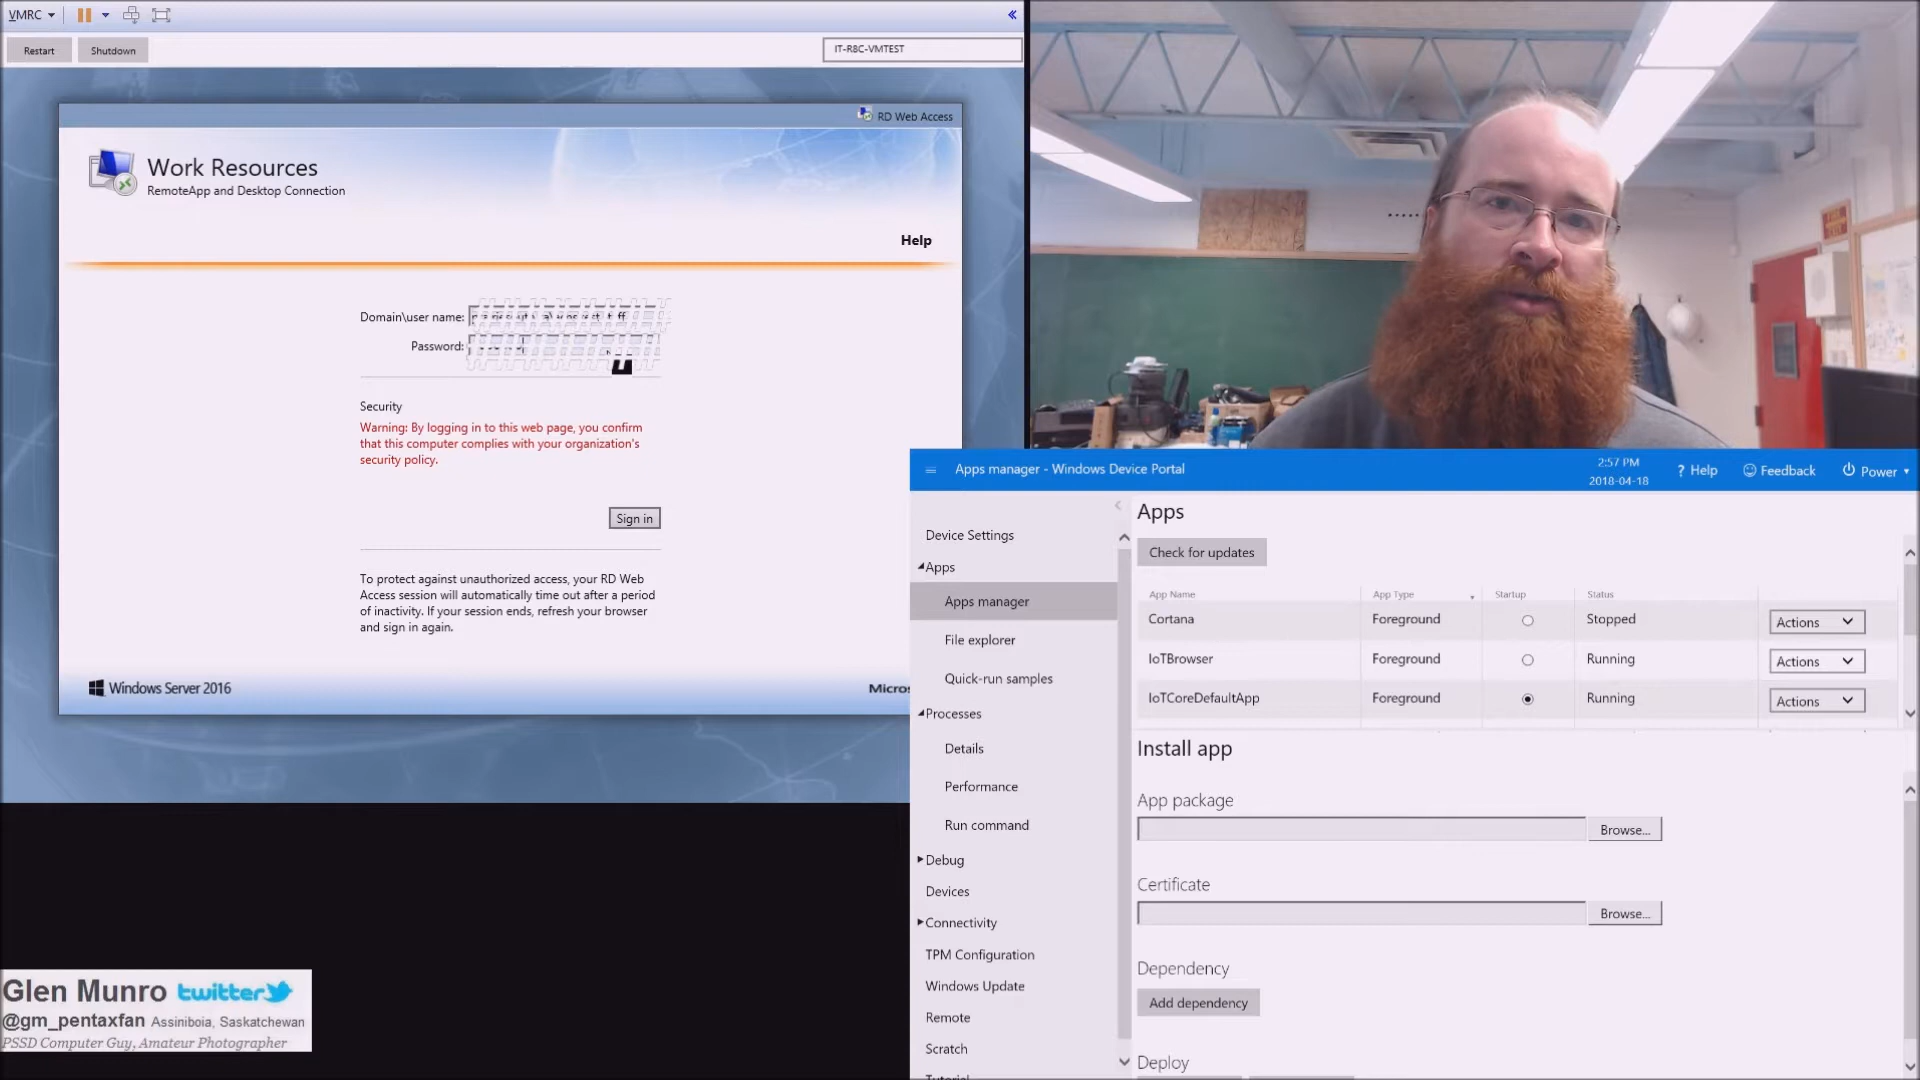 VMRC
Restart
Shutdown
IT-R8C-VMTEST
RD Web Access
Work Resources
RemoteApp and Desktop Connection
Help
Domain\user name:
Password:
Security
Warning: By logging in to this web page, you confirm
that this computer complies with your organization's
security policy.
Sign in
To protect against unauthorized access, your RD Web
Access session will automatically time out after a period
of inactivity. If your session ends, refresh your browser
and sign in again.
Windows Server 2016
Micros
Glen Munro twitter
@gm_pentaxfan Assiniboia, Saskatchewan
PSSD Computer Guy, Amateur Photographer
Apps manager - Windows Device Portal
2:57 PM
2018-04-18
? Help
Feedback
Power
Device Settings
Apps
Apps manager
File explorer
Quick-run samples
Processes
Details
Performance
Run command
Debug
Devices
Connectivity
TPM Configuration
Windows Update
Remote
Scratch
Tutorial
Apps
Check for updates
App Name App Type Startup Status
Cortana Foreground Stopped Actions
IoTBrowser Foreground Running Actions
IoTCoreDefaultApp Foreground Running Actions
Install app
App package
Browse...
Certificate
Browse...
Dependency
Add dependency
Deploy